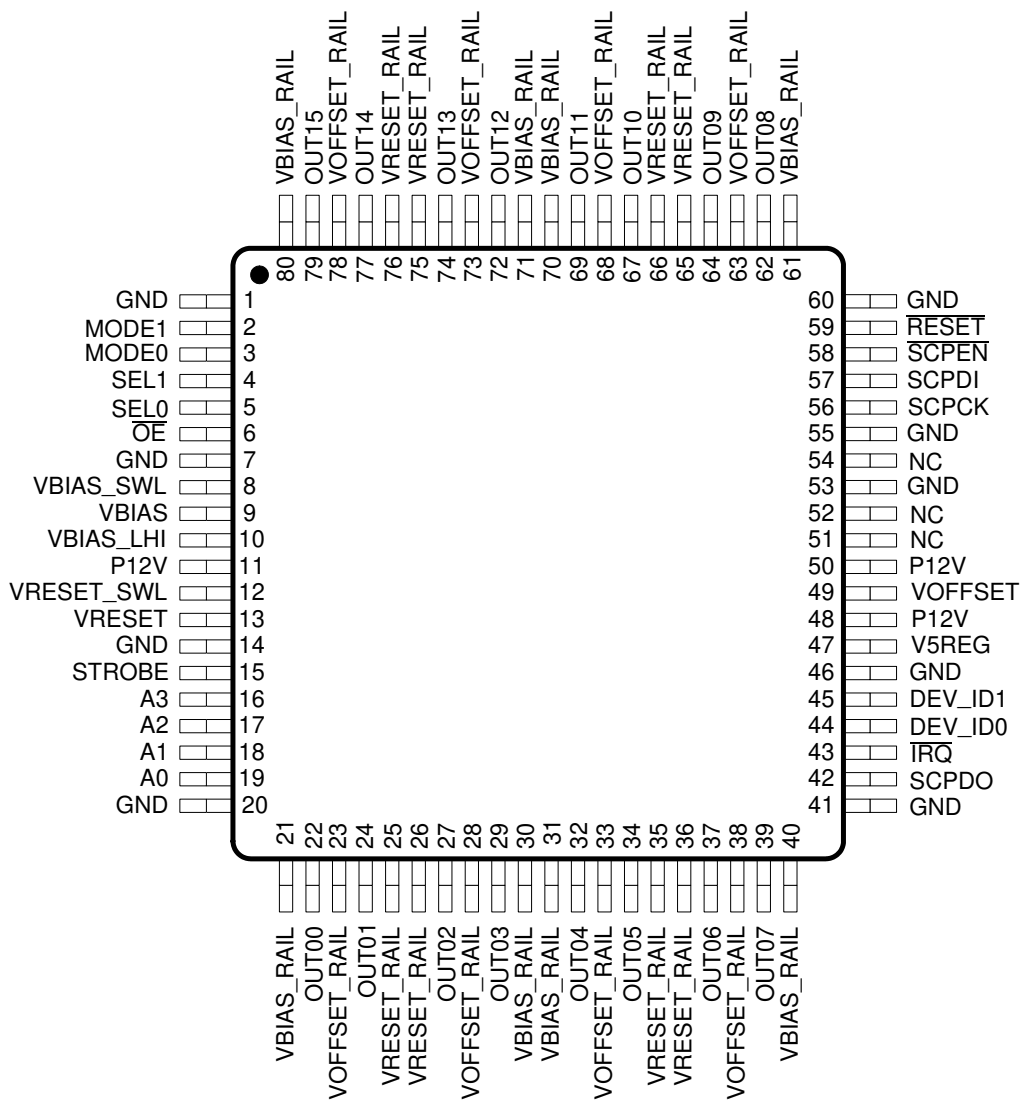 VBIAS_RAIL
OUT15
VOFFSET_RAIL
OUT14
VRESET_RAIL
VRESET_RAIL
OUT13
VOFFSET_RAIL
OUT12
VBIAS_RAIL
VBIAS_RAIL
OUT11
VOFFSET_RAIL
OUT10
VRESET_RAIL
VRESET_RAIL
OUT09
VOFFSET_RAIL
OUT08
VBIAS_RAIL
80 79 78 77 76 75 74 73 72 71 70 69 68 67 66 65 64 63 62 61
GND 1 60 GND
MODE1 2 59 RESET
MODE0 3 58 SCPEN
SEL1 4 57 SCPDI
SEL0 5 56 SCPCK
OE 6 55 GND
GND 7 54 NC
VBIAS_SWL 8 53 GND
VBIAS 9 52 NC
VBIAS_LHI 10 51 NC
P12V 11 50 P12V
VRESET_SWL 12 49 VOFFSET
VRESET 13 48 P12V
GND 14 47 V5REG
STROBE 15 46 GND
A3 16 45 DEV_ID1
A2 17 44 DEV_ID0
A1 18 43 IRQ
A0 19 42 SCPDO
GND 20 41 GND
21 22 23 24 25 26 27 28 29 30 31 32 33 34 35 36 37 38 39 40
VBIAS_RAIL
OUT00
VOFFSET_RAIL
OUT01
VRESET_RAIL
VRESET_RAIL
OUT02
VOFFSET_RAIL
OUT03
VBIAS_RAIL
VBIAS_RAIL
OUT04
VOFFSET_RAIL
OUT05
VRESET_RAIL
VRESET_RAIL
OUT06
VOFFSET_RAIL
OUT07
VBIAS_RAIL